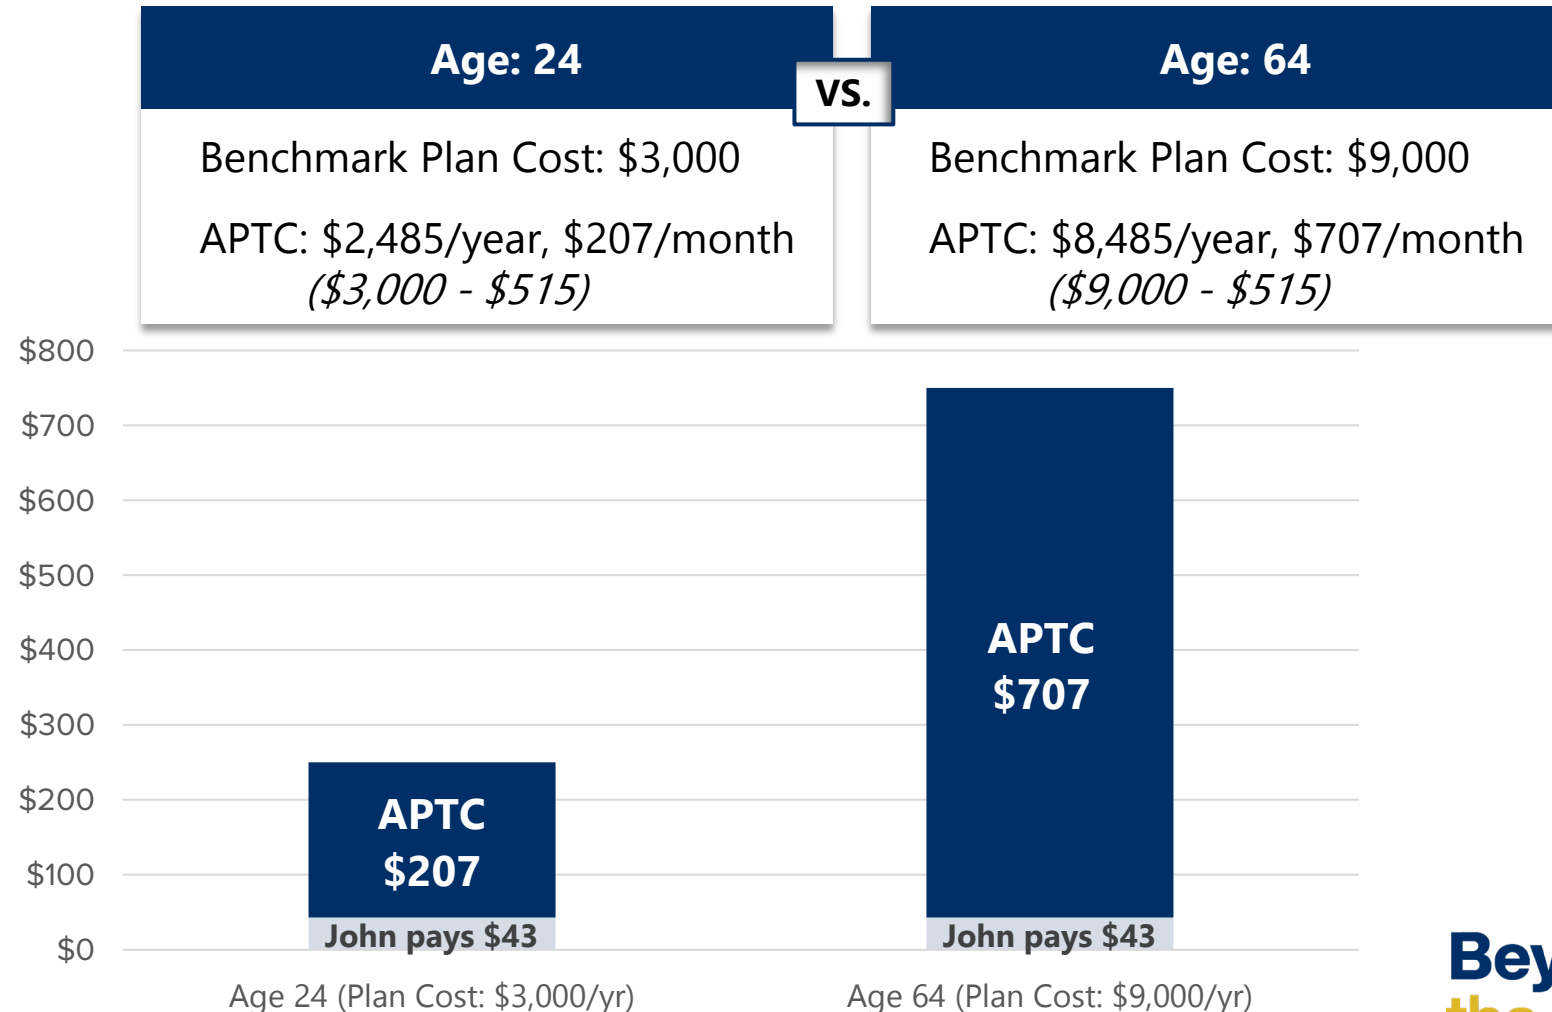 Age: 24
VS.
Age: 64
Benchmark Plan Cost: $3,000
APTC: $2,485/year, $207/month
($3,000 - $515)
Benchmark Plan Cost: $9,000
APTC: $8,485/year, $707/month
($9,000 - $515)
$800
$700
$600
$500
$400
$300
$200
$100
$0
APTC
$207
John pays $43
APTC
$707
John pays $43
Age 24 (Plan Cost: $3,000/yr)
Age 64 (Plan Cost: $9,000/yr)